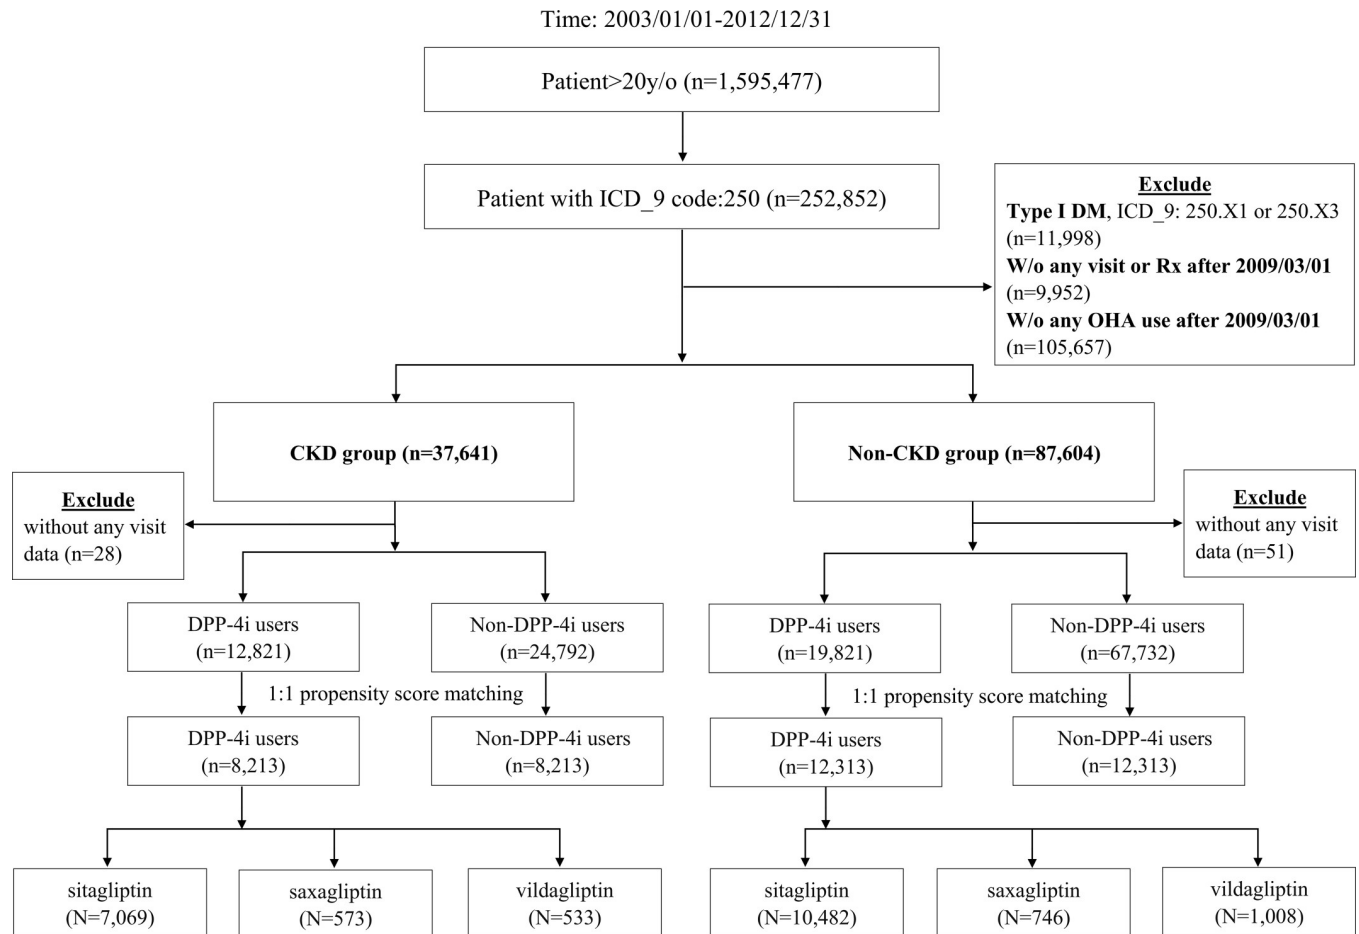 Time: 2003/01/01-2012/12/31
Patient>20y/o (n=1,595,477)
Patient with ICD_9 code:250 (n=252,852)
Exclude
Type I DM, ICD_9: 250.X1 or 250.X3
(n=11,998)
W/o any visit or Rx after 2009/03/01
(n=9,952)
W/o any OHA use after 2009/03/01
(n=105,657)
CKD group (n=37,641)
Non-CKD group (n=87,604)
Exclude
without any visit
data (n=28)
Exclude
without any visit
data (n=51)
DPP-4i users
(n=12,821)
Non-DPP-4i users
(n=24,792)
DPP-4i users
(n=19,821)
Non-DPP-4i users
(n=67,732)
1:1 propensity score matching
1:1 propensity score matching
DPP-4i users
(n=8,213)
Non-DPP-4i users
(n=8,213)
DPP-4i users
(n=12,313)
Non-DPP-4i users
(n=12,313)
sitagliptin
(N=7,069)
saxagliptin
(N=573)
vildagliptin
(N=533)
sitagliptin
(N=10,482)
saxagliptin
(N=746)
vildagliptin
(N=1,008)